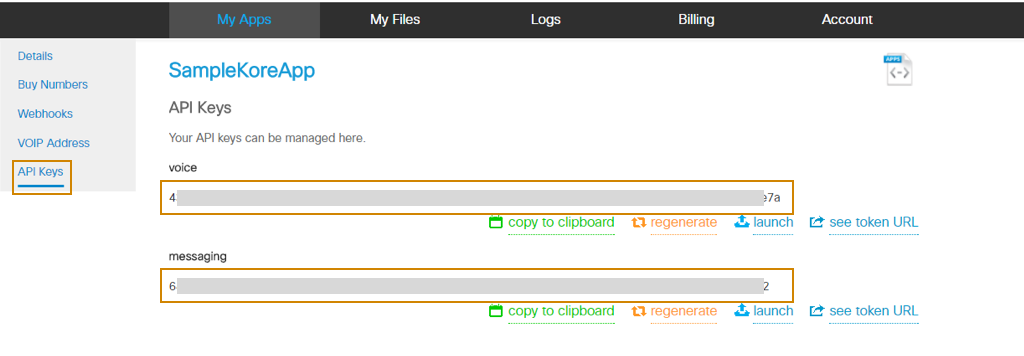 My Apps My Files Logs Billing Account
Details
Buy Numbers
Webhooks
VOIP Address
API Keys
SampleKoreApp
APPS
API Keys
Your API keys can be managed here.
voice
4 e7a
copy to clipboard regenerate launch see token URL
messaging
6 2
copy to clipboard regenerate launch see token URL